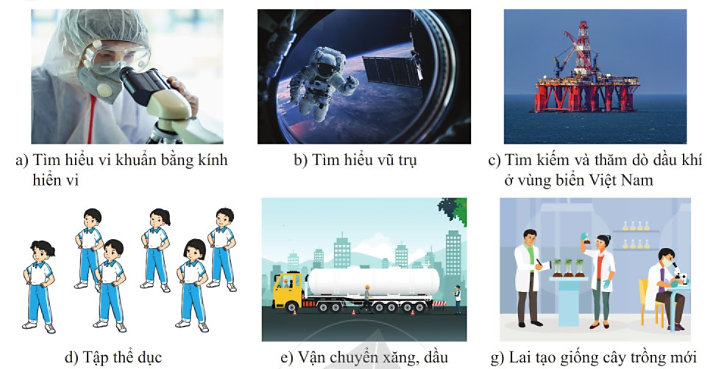 a) Tìm hiểu vi khuẩn bằng kính
hiển vi
b) Tìm hiểu vũ trụ
c) Tìm kiếm và thăm dò dầu khí
ở vùng biển Việt Nam
d) Tập thể dục
e) Vận chuyển xăng, dầu
g) Lai tạo giống cây trồng mới